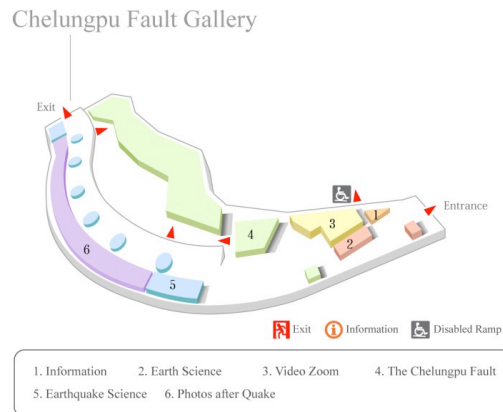 Chelungpu Fault Gallery
Exit
Entrance
1
2
3
4
5
6
Exit Information Disabled Ramp
1. Information 2. Earth Science 3. Video Zoom 4. The Chelungpu Fault
5. Earthquake Science 6. Photos after Quake